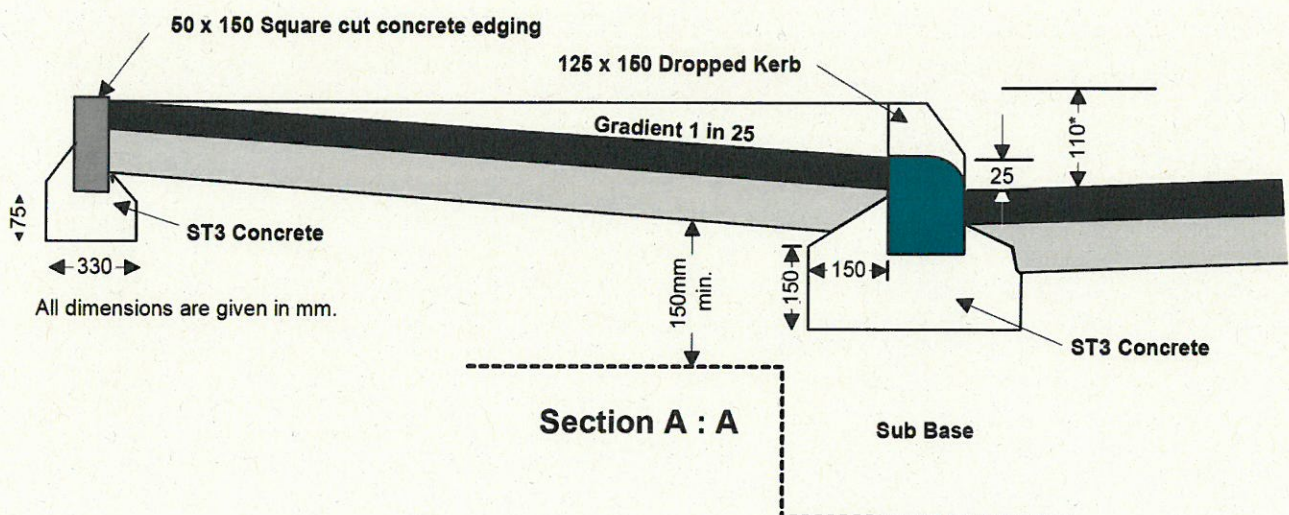 50 x 150 Square cut concrete edging
125 x 150 Dropped Kerb
Gradient 1 in 25
110*
25
75
ST3 Concrete
330
150
150
150mm
min.
All dimensions are given in mm.
ST3 Concrete
Section A : A
Sub Base